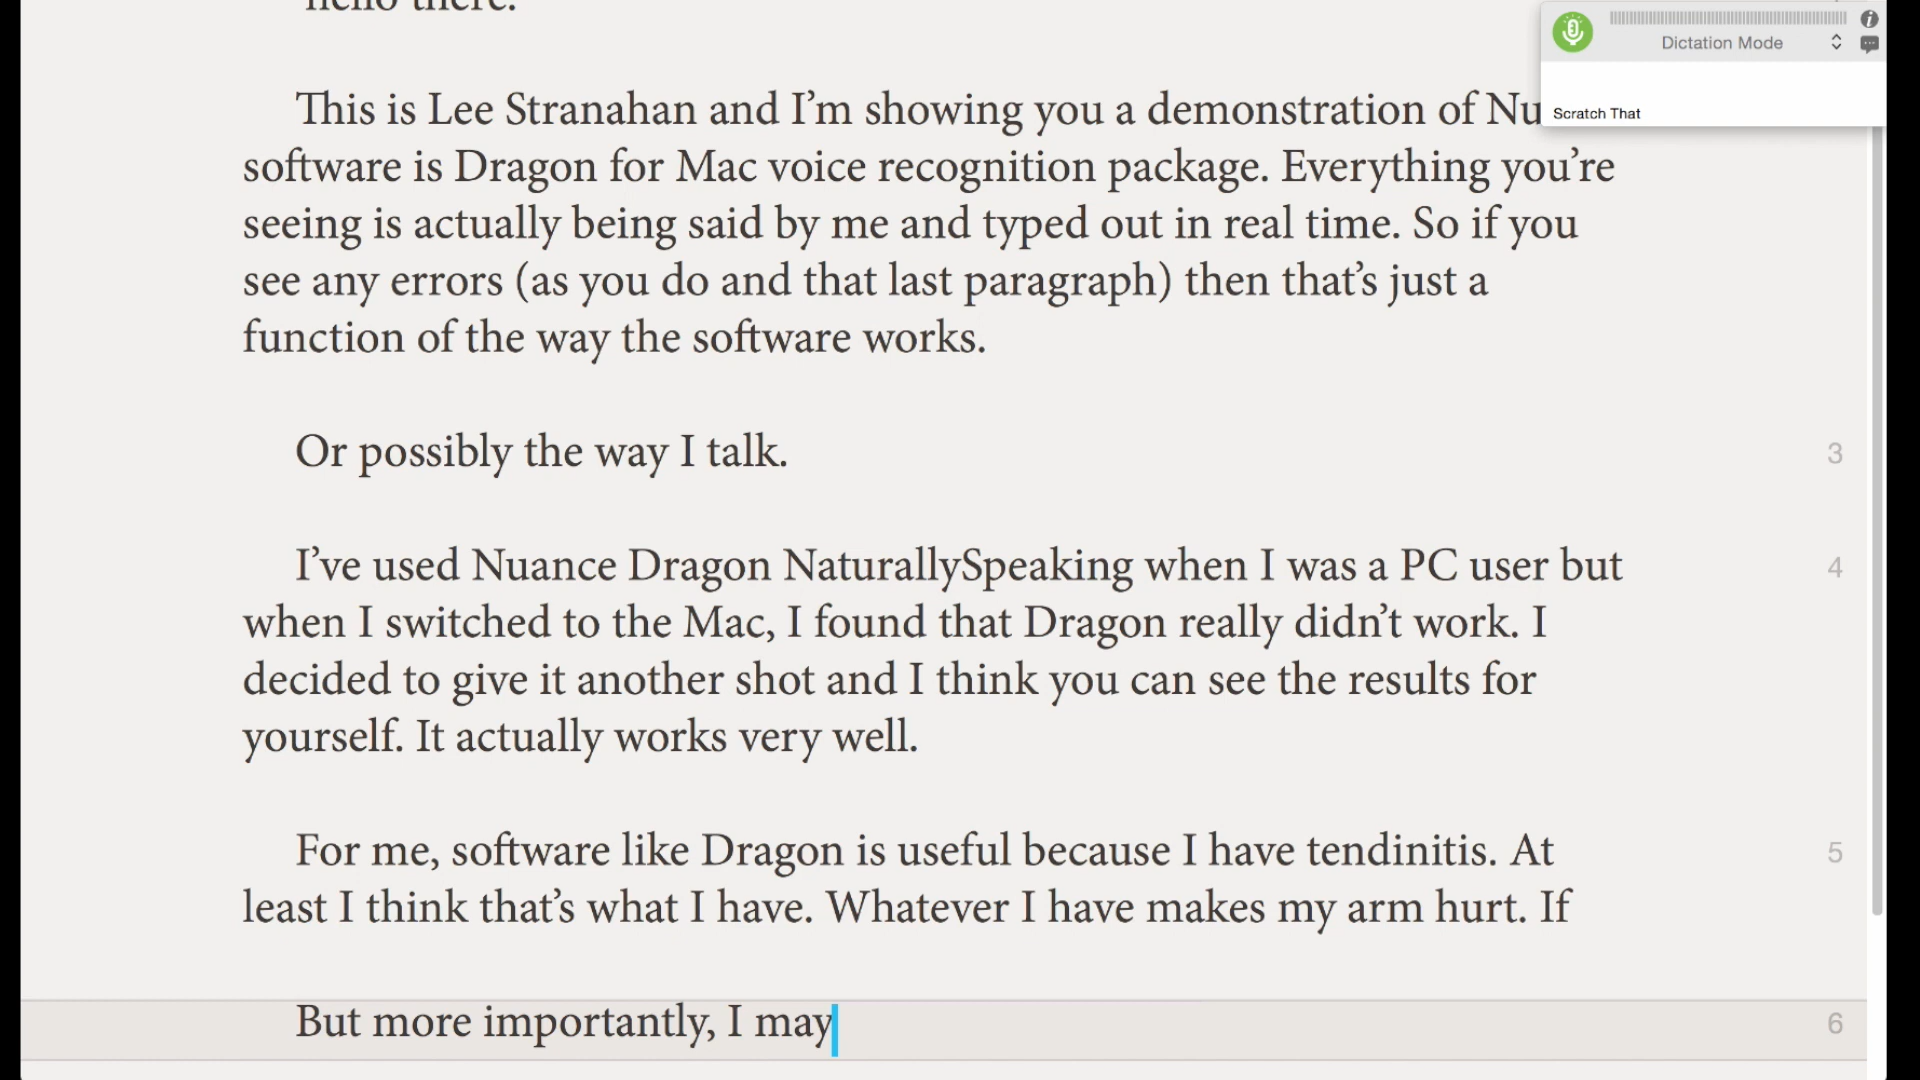 hello there.
Dictation Mode
Scratch That
This is Lee Stranahan and I’m showing you a demonstration of Nu
software is Dragon for Mac voice recognition package. Everything you’re
seeing is actually being said by me and typed out in real time. So if you
see any errors (as you do and that last paragraph) then that’s just a
function of the way the software works.
Or possibly the way I talk.
3
I’ve used Nuance Dragon NaturallySpeaking when I was a PC user but
4
when I switched to the Mac, I found that Dragon really didn’t work. I
decided to give it another shot and I think you can see the results for
yourself. It actually works very well.
For me, software like Dragon is useful because I have tendinitis. At
5
least I think that’s what I have. Whatever I have makes my arm hurt. If
But more importantly, I may
6